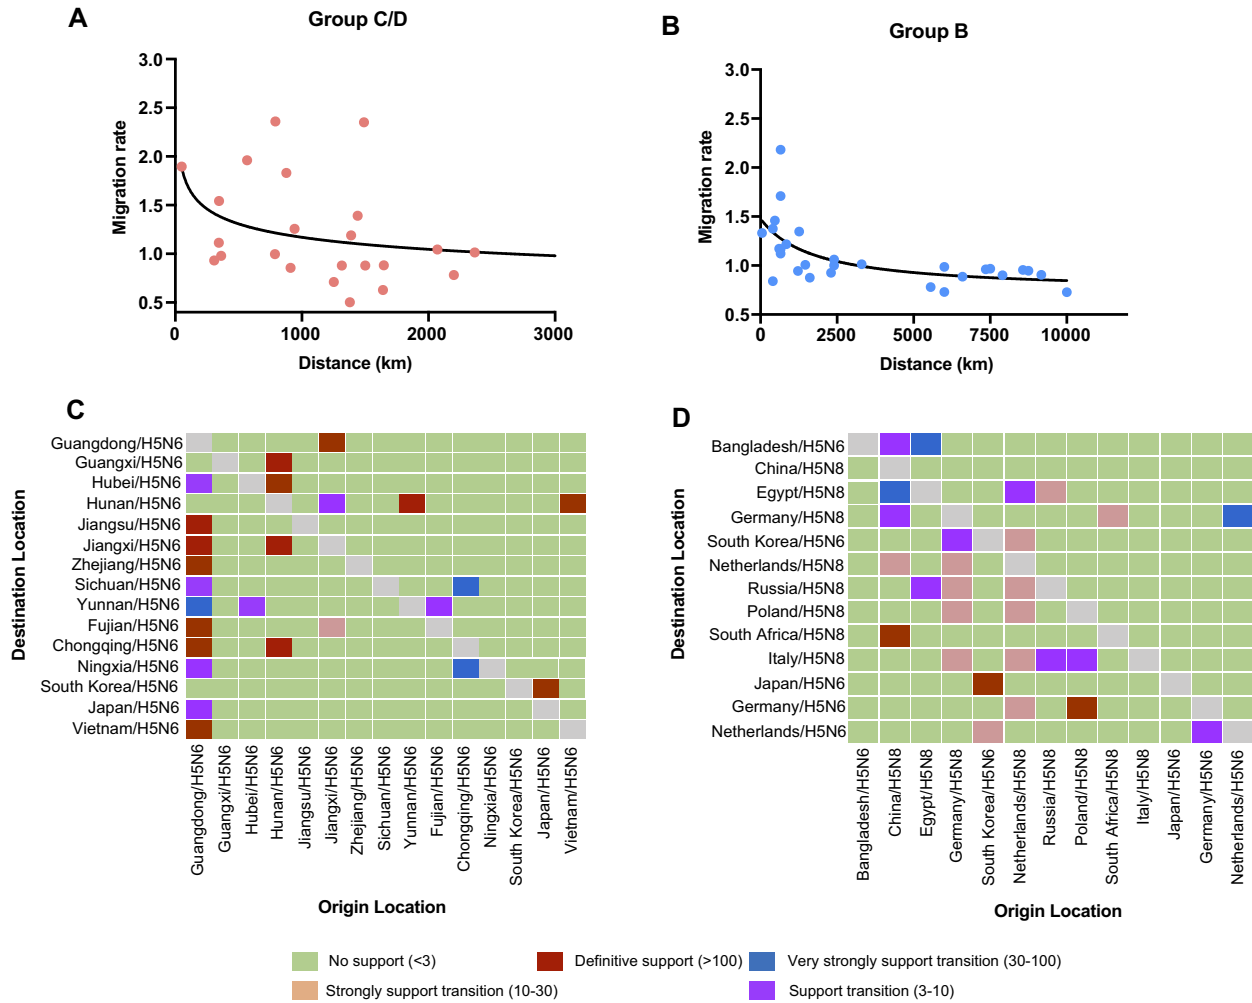 A
Group C/D
3.0
2.5
2.0
1.5
1.0
0.5
Migration rate
0
1000
2000
3000
Distance (km)
B
Group B
3.0
2.5
2.0
1.5
1.0
0.5
Migration rate
0
2500
5000
7500
10000
Distance (km)
C
Destination Location
Guangdong/H5N6
Guangxi/H5N6
Hubei/H5N6
Hunan/H5N6
Jiangsu/H5N6
Jiangxi/H5N6
Zhejiang/H5N6
Sichuan/H5N6
Yunnan/H5N6
Fujian/H5N6
Chongqing/H5N6
Ningxia/H5N6
South Korea/H5N6
Japan/H5N6
Vietnam/H5N6
Guangdong/H5N6
Guangxi/H5N6
Hubei/H5N6
Hunan/H5N6
Jiangsu/H5N6
Jiangxi/H5N6
Zhejiang/H5N6
Sichuan/H5N6
Yunnan/H5N6
Fujian/H5N6
Chongqing/H5N6
Ningxia/H5N6
South Korea/H5N6
Japan/H5N6
Vietnam/H5N6
Origin Location
D
Destination Location
Bangladesh/H5N6
China/H5N8
Egypt/H5N8
Germany/H5N8
South Korea/H5N6
Netherlands/H5N8
Russia/H5N8
Poland/H5N8
South Africa/H5N8
Italy/H5N8
Japan/H5N6
Germany/H5N6
Netherlands/H5N6
Bangladesh/H5N6
China/H5N8
Egypt/H5N8
Germany/H5N8
South Korea/H5N6
Netherlands/H5N8
Russia/H5N8
Poland/H5N8
South Africa/H5N8
Italy/H5N8
Japan/H5N6
Germany/H5N6
Netherlands/H5N6
Origin Location
No support (<3)
Definitive support (>100)
Very strongly support transition (30-100)
Strongly support transition (10-30)
Support transition (3-10)